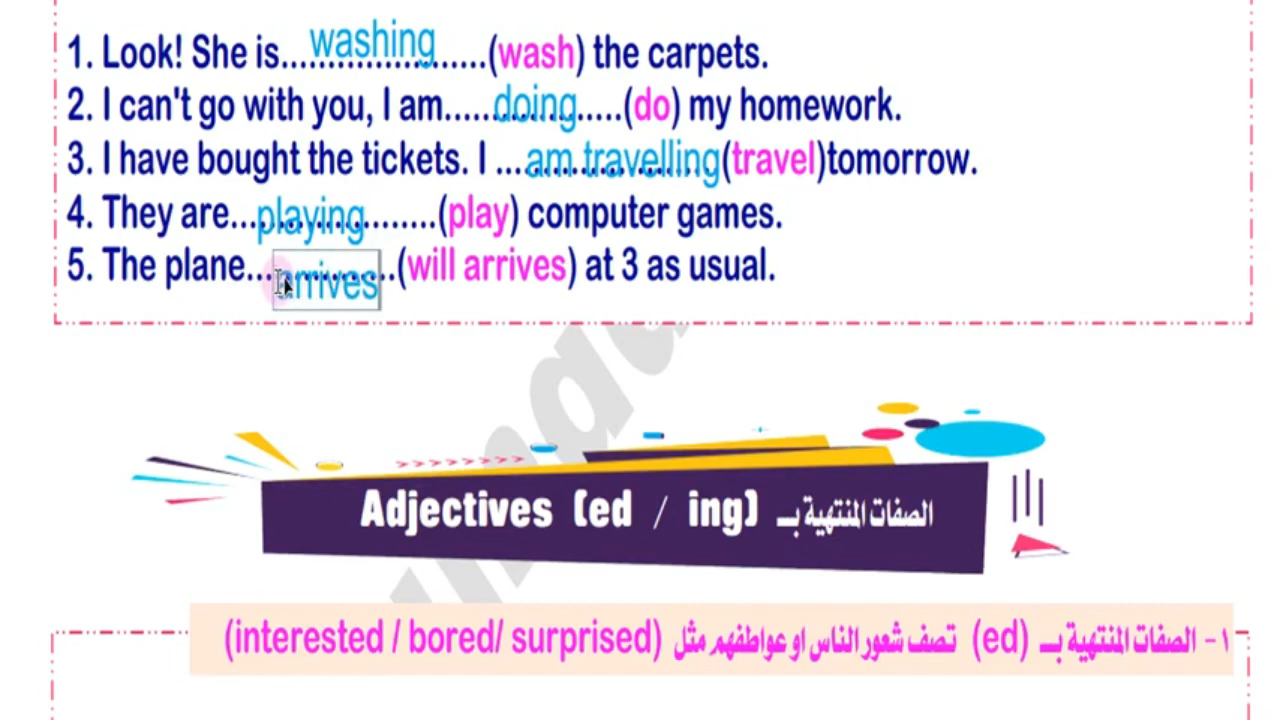 1. Look! She is.....washing.....(wash) the carpets.
2. I can't go with you, I am.....doing.....(do) my homework.
3. I have bought the tickets. I ...am travelling(travel)tomorrow.
4. They are...playing.......(play) computer games.
5. The plane...arrives..(will arrives) at 3 as usual.
Adjectives (ed / ing) الصفات المنتهية بــ
١- الصفات المنتهية بــ (ed) تصف شعور الناس او عواطفهم مثل (interested / bored/ surprised)